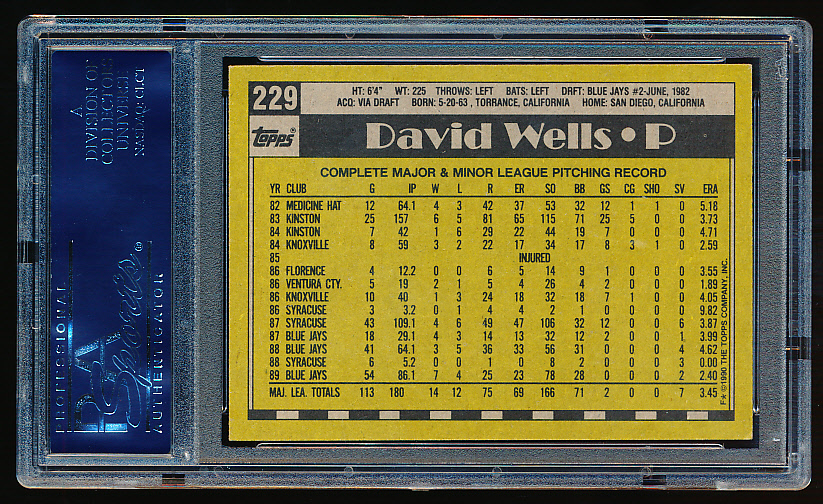 A
DIVISION OF
COLLECTORS
UNIVERSE
NASDAQ: CLCT
PROFESSIONAL
PSA
Sports®
AUTHENTICATOR
229
HT: 6'4" WT: 225 THROWS: LEFT BATS: LEFT DRFT: BLUE JAYS #2-JUNE, 1982
ACQ: VIA DRAFT BORN: 5-20-63 , TORRANCE, CALIFORNIA HOME: SAN DIEGO, CALIFORNIA
topps®
David Wells • P
COMPLETE MAJOR & MINOR LEAGUE PITCHING RECORD
YR CLUB G IP W L R ER SO BB GS CG SHO SV ERA
82 MEDICINE HAT 12 64.1 4 3 42 37 53 32 12 1 1 0 5.18
83 KINSTON 25 157 6 5 81 65 115 71 25 5 0 0 3.73
84 KINSTON 7 42 1 6 29 22 44 19 7 0 0 0 4.71
84 KNOXVILLE 8 59 3 2 22 17 34 17 8 3 1 0 2.59
85 INJURED
86 FLORENCE 4 12.2 0 0 6 5 14 9 1 0 0 0 3.55
86 VENTURA CTY. 5 19 2 1 5 4 26 4 2 0 0 0 1.89
86 KNOXVILLE 10 40 1 3 24 18 32 18 7 1 0 0 4.05
86 SYRACUSE 3 3.2 0 1 4 4 2 1 0 0 0 0 9.82
87 SYRACUSE 43 109.1 4 6 49 47 106 32 12 0 0 6 3.87
87 BLUE JAYS 18 29.1 4 3 14 13 32 12 2 0 0 1 3.99
88 BLUE JAYS 41 64.1 3 5 36 33 56 31 0 0 0 4 4.62
88 SYRACUSE 6 5.2 0 0 1 0 8 2 0 0 0 3 0.00
89 BLUE JAYS 54 86.1 7 4 25 23 78 28 0 0 0 2 2.40
MAJ. LEA. TOTALS 113 180 14 12 75 69 166 71 2 0 0 7 3.45
F★ ©1990 THE TOPPS COMPANY, INC.